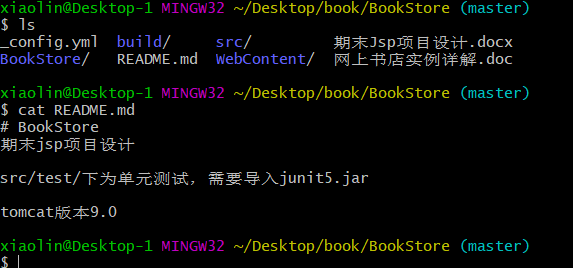 xiaolin@Desktop-1 MINGW32 ~/Desktop/book/BookStore (master)
$ ls
_config.yml  build/      src/        期末Jsp项目设计.docx
BookStore/   README.md  WebContent/  网上书店实例详解.doc
xiaolin@Desktop-1 MINGW32 ~/Desktop/book/BookStore (master)
$ cat README.md
# BookStore
期末jsp项目设计
src/test/下为单元测试，需要导入junit5.jar
tomcat版本9.0
xiaolin@Desktop-1 MINGW32 ~/Desktop/book/BookStore (master)
$